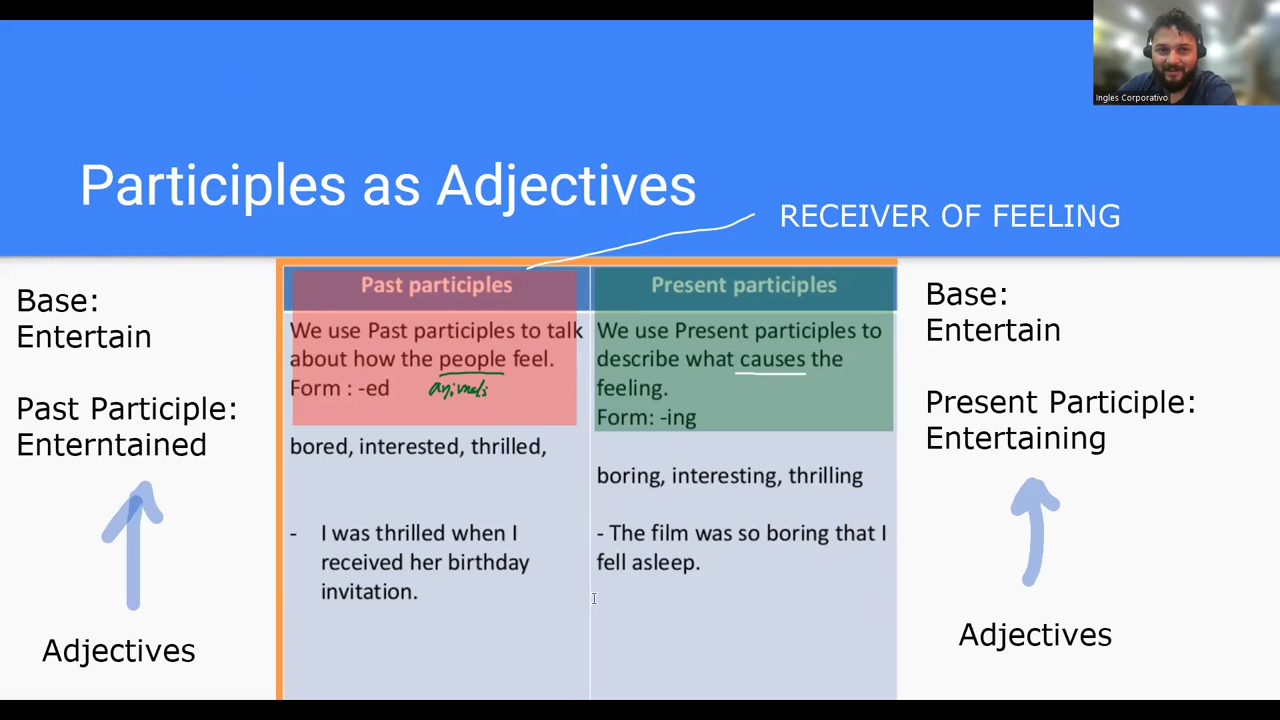 Ingles Corporativo
Participles as Adjectives
RECEIVER OF FEELING
Base:
Entertain
Past Participle:
Enterntained
Adjectives
Past participles
We use Past participles to talk
about how the people feel.
Form : -ed
animals
bored, interested, thrilled,
- I was thrilled when I
received her birthday
invitation.
Present participles
We use Present participles to
describe what causes the
feeling.
Form: -ing
boring, interesting, thrilling
- The film was so boring that I
fell asleep.
Base:
Entertain
Present Participle:
Entertaining
Adjectives